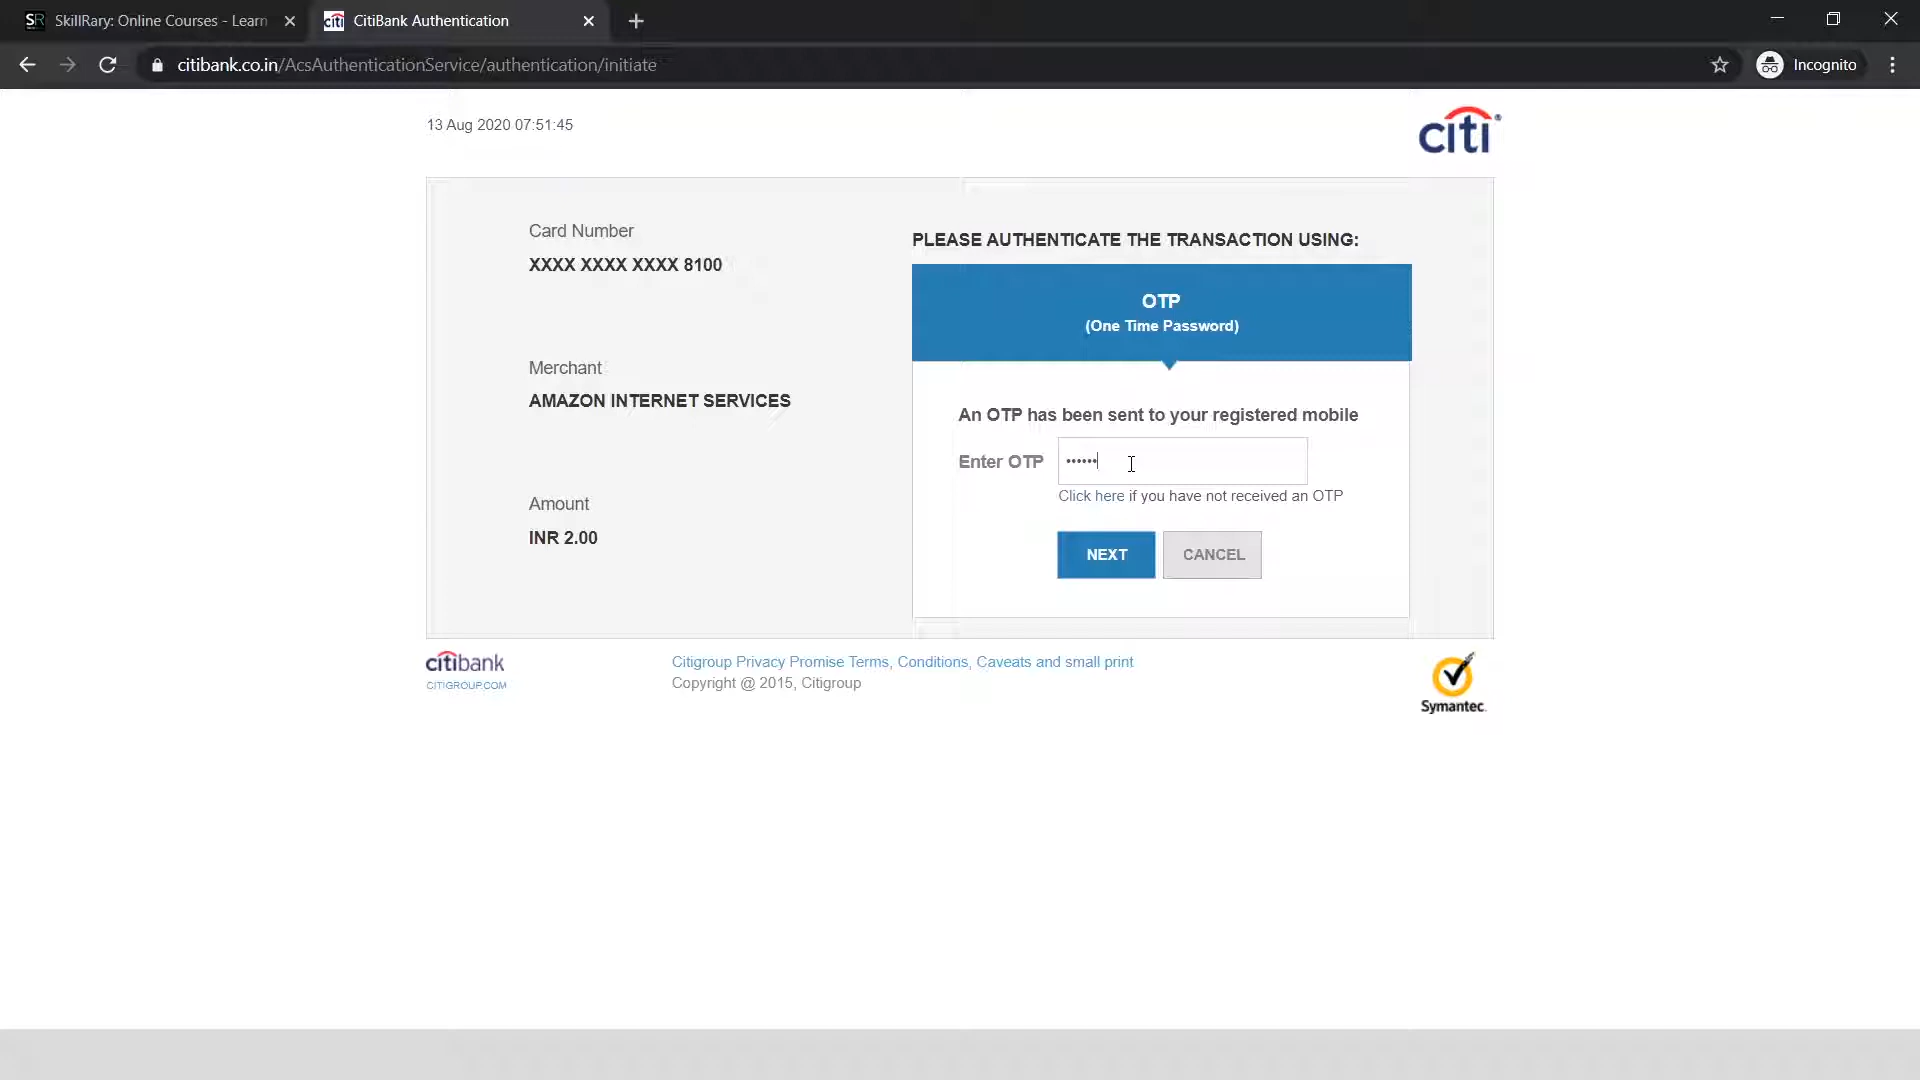 SR SkillRary: Online Courses - Learn
citi CitiBank Authentication
citibank.co.in/AcsAuthenticationService/authentication/initiate
Incognito
13 Aug 2020 07:51:45
citi®
Card Number
XXXX XXXX XXXX 8100
Merchant
AMAZON INTERNET SERVICES
Amount
INR 2.00
PLEASE AUTHENTICATE THE TRANSACTION USING:
OTP
(One Time Password)
An OTP has been sent to your registered mobile
Enter OTP ••••••
Click here if you have not received an OTP
NEXT CANCEL
citibank
CITIGROUP.COM
Citigroup Privacy Promise Terms, Conditions, Caveats and small print
Copyright @ 2015, Citigroup
Symantec.